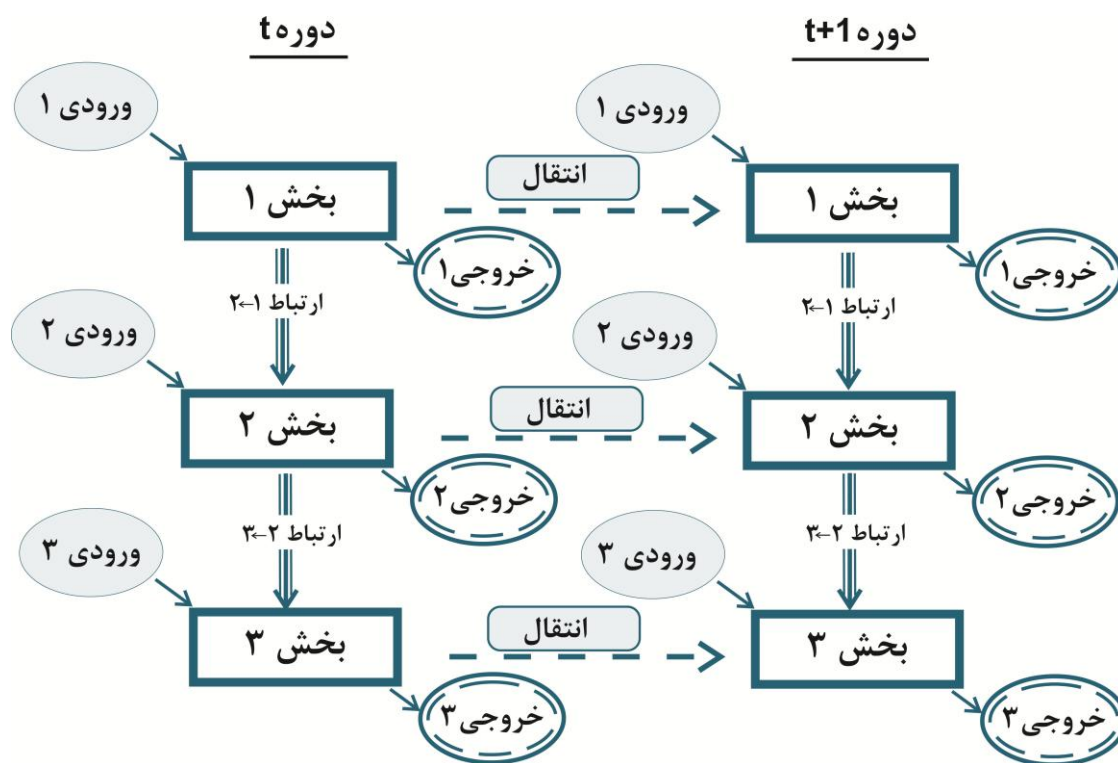 دوره t
دوره t+1
ورودی ۱
ورودی ۱
انتقال
بخش ۱
بخش ۱
خروجی۱
خروجی۱
ارتباط ۱←۲
ارتباط ۱←۲
ورودی ۲
ورودی ۲
انتقال
بخش ۲
بخش ۲
خروجی۲
خروجی۲
ارتباط ۲←۳
ارتباط ۲←۳
ورودی ۳
ورودی ۳
انتقال
بخش ۳
بخش ۳
خروجی۳
خروجی۳